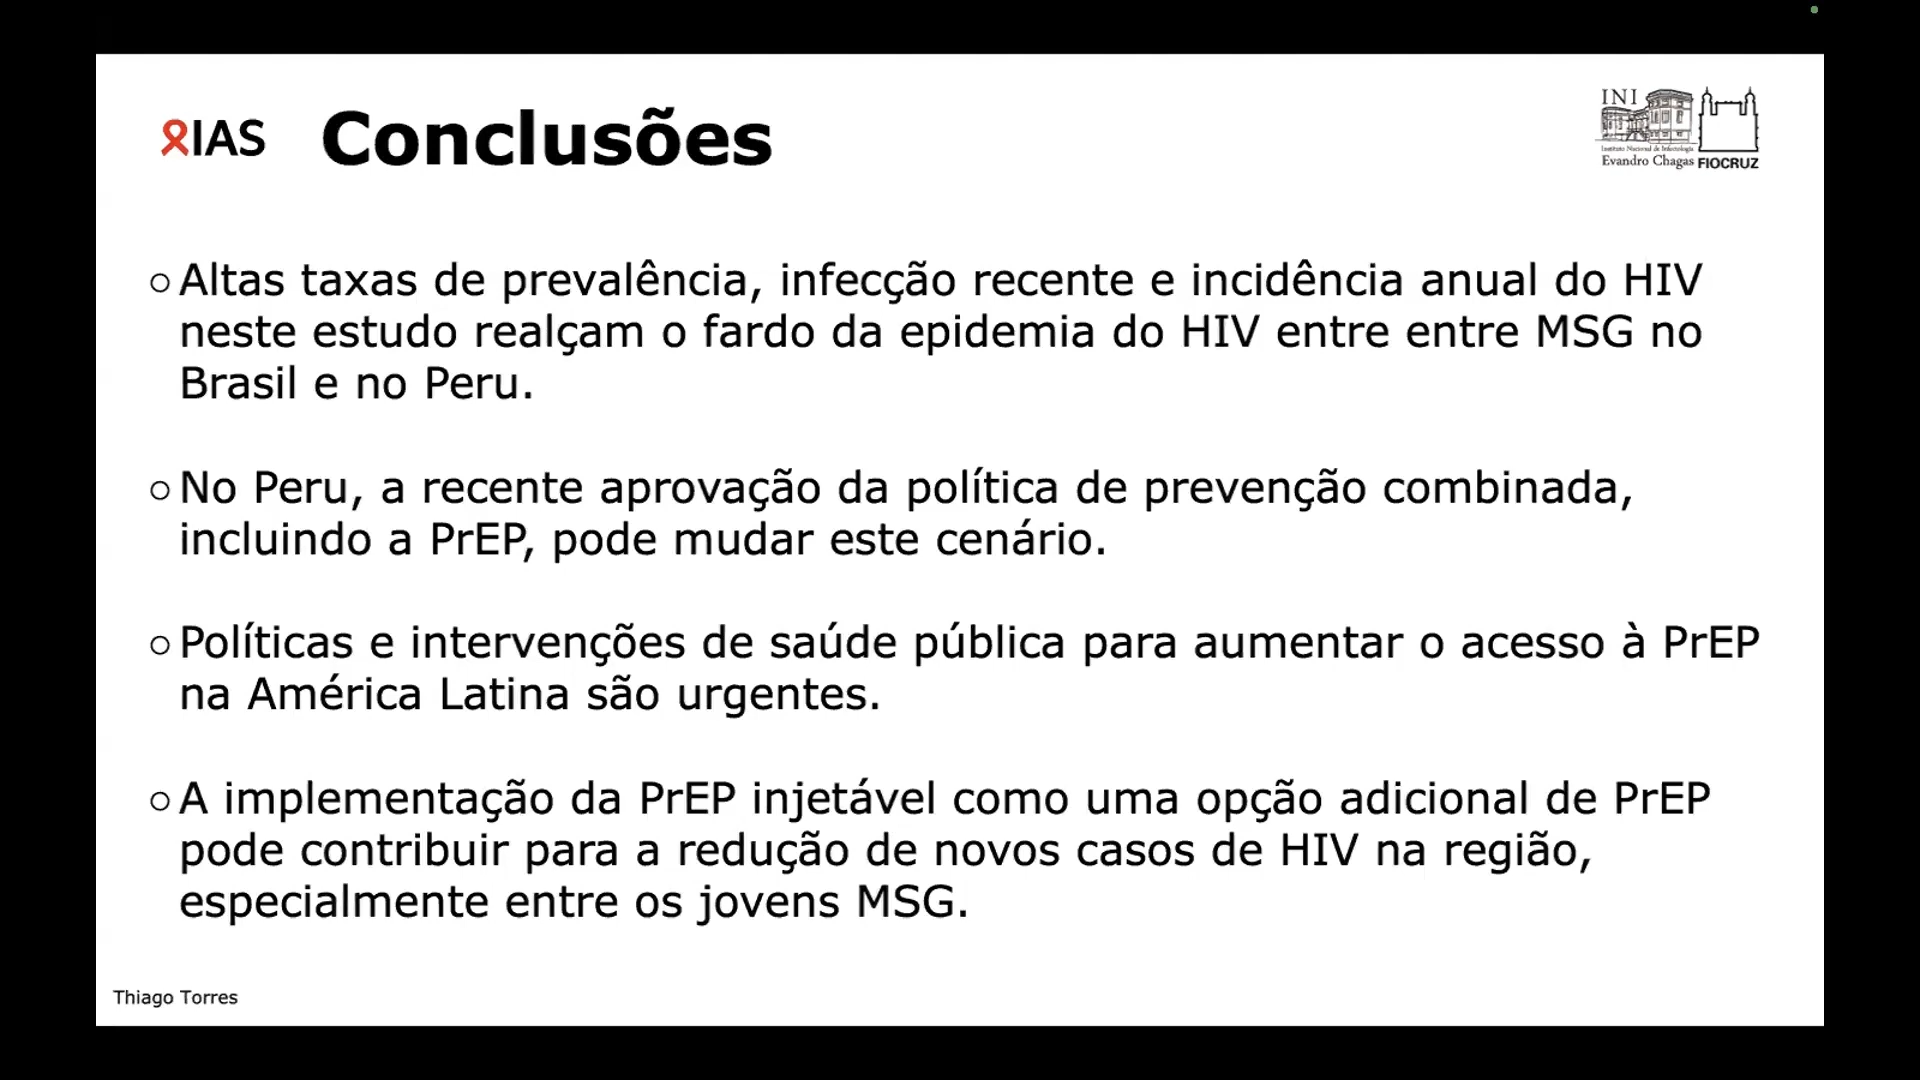 IAS
Conclusões
INI
Instituto Nacional de Infectologia
Evandro Chagas
FIOCRUZ
○ Altas taxas de prevalência, infecção recente e incidência anual do HIV
neste estudo realçam o fardo da epidemia do HIV entre entre MSG no
Brasil e no Peru.
○ No Peru, a recente aprovação da política de prevenção combinada,
incluindo a PrEP, pode mudar este cenário.
○ Políticas e intervenções de saúde pública para aumentar o acesso à PrEP
na América Latina são urgentes.
○ A implementação da PrEP injetável como uma opção adicional de PrEP
pode contribuir para a redução de novos casos de HIV na região,
especialmente entre os jovens MSG.
Thiago Torres